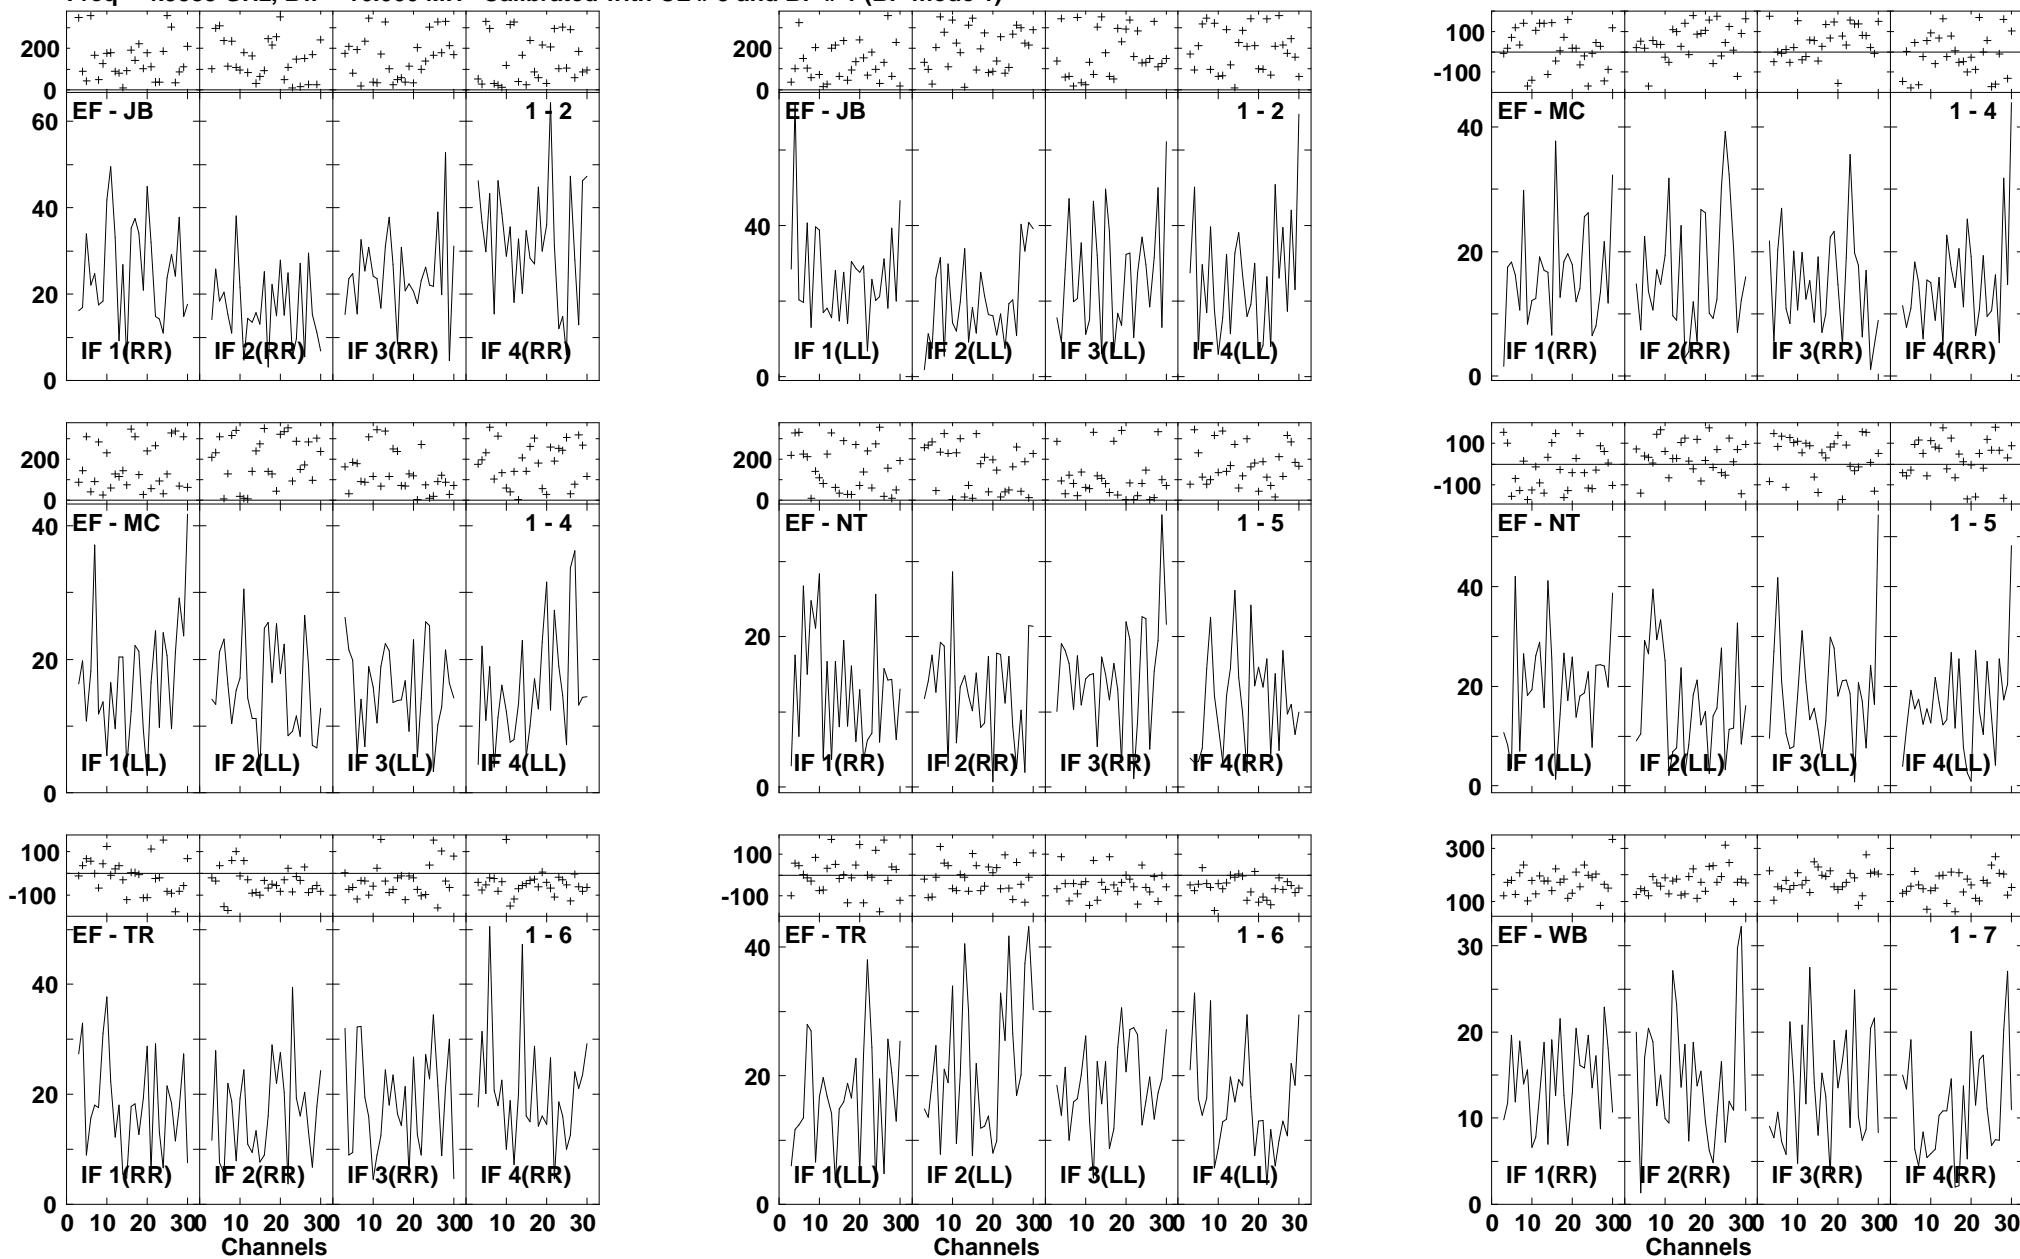 200
0
200
0
100
-100
EF - JB
1 - 2
EF - JB
1 - 2
EF - MC
1 - 4
60
40
20
0
40
0
40
20
0
IF 1(RR)
IF 2(RR)
IF 3(RR)
IF 4(RR)
IF 1(LL)
IF 2(LL)
IF 3(LL)
IF 4(LL)
IF 1(RR)
IF 2(RR)
IF 3(RR)
IF 4(RR)
200
0
200
0
100
-100
EF - MC
1 - 4
EF - NT
1 - 5
EF - NT
1 - 5
40
20
0
20
0
40
20
0
IF 1(LL)
IF 2(LL)
IF 3(LL)
IF 4(LL)
IF 1(RR)
IF 2(RR)
IF 3(RR)
IF 4(RR)
IF 1(LL)
IF 2(LL)
IF 3(LL)
IF 4(LL)
100
-100
100
-100
300
100
EF - TR
1 - 6
EF - TR
1 - 6
EF - WB
1 - 7
40
20
0
40
20
0
30
20
10
0
IF 1(RR)
IF 2(RR)
IF 3(RR)
IF 4(RR)
IF 1(LL)
IF 2(LL)
IF 3(LL)
IF 4(LL)
IF 1(RR)
IF 2(RR)
IF 3(RR)
IF 4(RR)
0 10 20 30 0 10 20 30 0 10 20 30 0 10 20 30
0 10 20 30 0 10 20 30 0 10 20 30 0 10 20 30
0 10 20 30 0 10 20 30 0 10 20 30 0 10 20 30
Channels
Channels
Channels